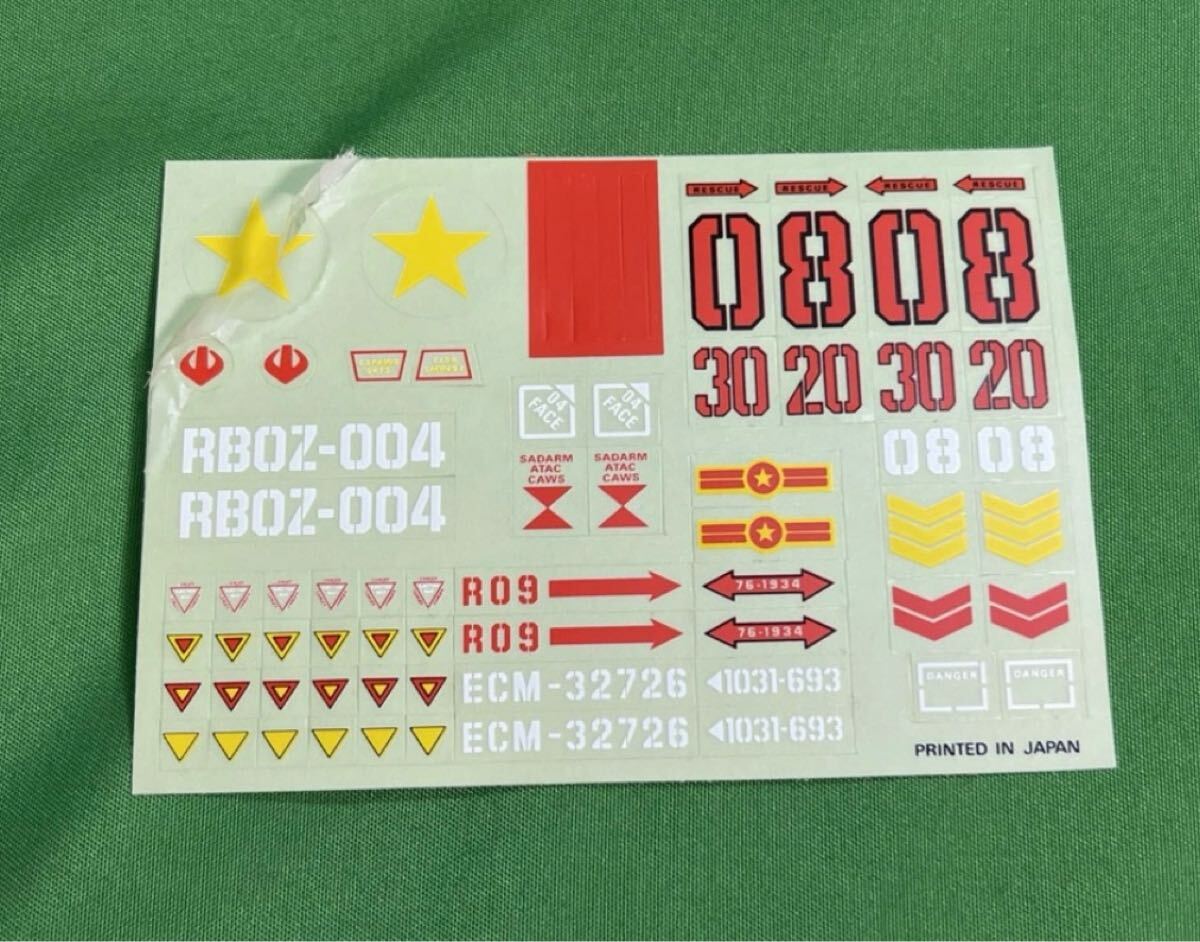 RESCUE
RESCUE
RESCUE
RESCUE
08 08
30 20 30 20
RBOZ-004
RBOZ-004
04
FACE
04
FACE
SADARM
ATAC
CAWS
SADARM
ATAC
CAWS
08 08
R09
76-1934
R09
76-1934
ECM-32726
1031-693
ECM-32726
1031-693
DANGER
DANGER
PRINTED IN JAPAN